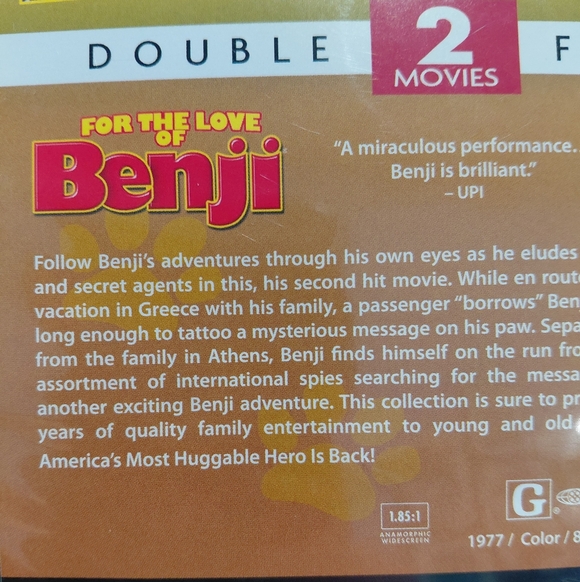 DOUBLE
2
MOVIES
F
FOR THE LOVE
OF
Benji
"A miraculous performance...
Benji is brilliant."
– UPI
Follow Benji's adventures through his own eyes as he eludes
and secret agents in this, his second hit movie. While en rout
vacation in Greece with his family, a passenger "borrows" Ben
long enough to tattoo a mysterious message on his paw. Sepa
from the family in Athens, Benji finds himself on the run fro
assortment of international spies searching for the messa
another exciting Benji adventure. This collection is sure to pr
years of quality family entertainment to young and old
America's Most Huggable Hero Is Back!
G
1.85:1
ANAMORPHIC
WIDESCREEN
1977 / Color / 8